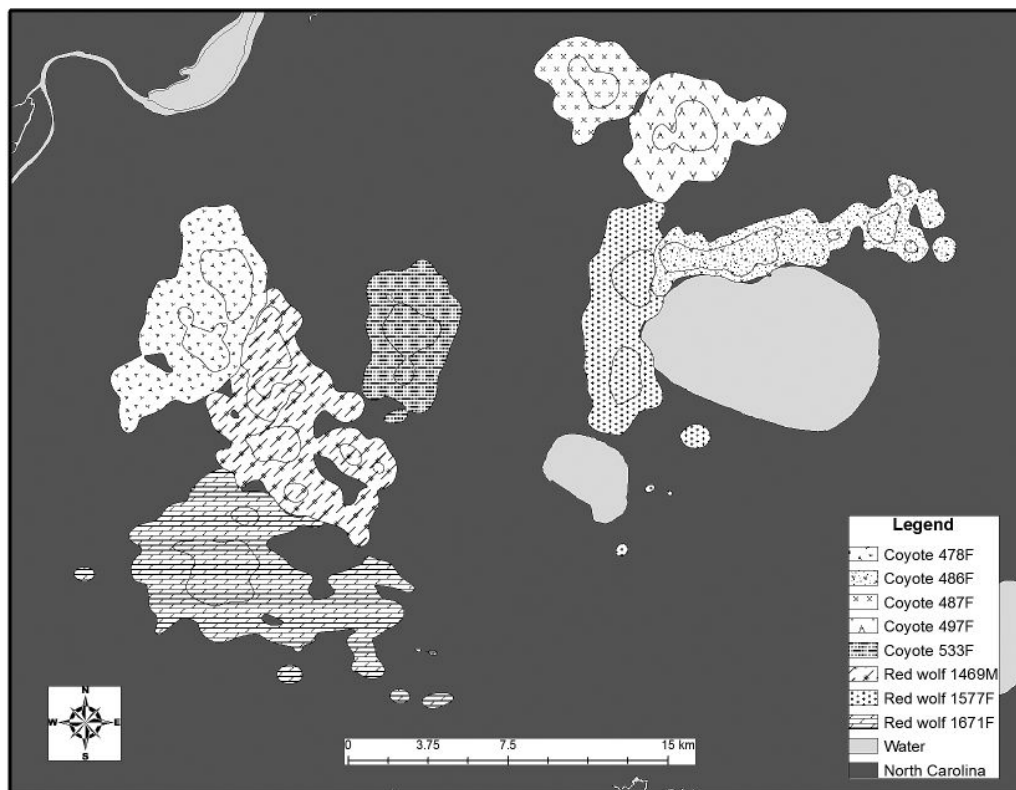 Legend
Coyote 478F
Coyote 486F
Coyote 487F
Coyote 497F
Coyote 533F
Red wolf 1469M
Red wolf 1577F
Red wolf 1671F
Water
North Carolina
N
W E
S
0 3.75 7.5 15 km